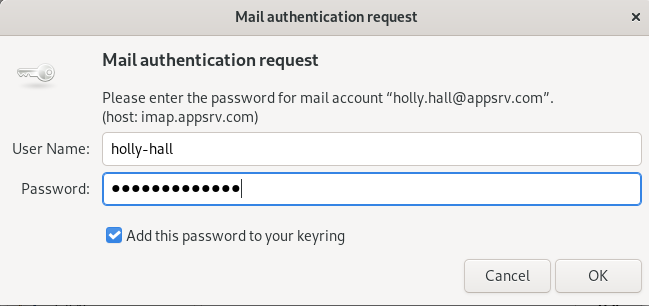 Mail authentication request
Mail authentication request
Please enter the password for mail account “holly.hall@appsrv.com”.
(host: imap.appsrv.com)
User Name: holly-hall
Password: ●●●●●●●●●●●●●
Add this password to your keyring
Cancel OK